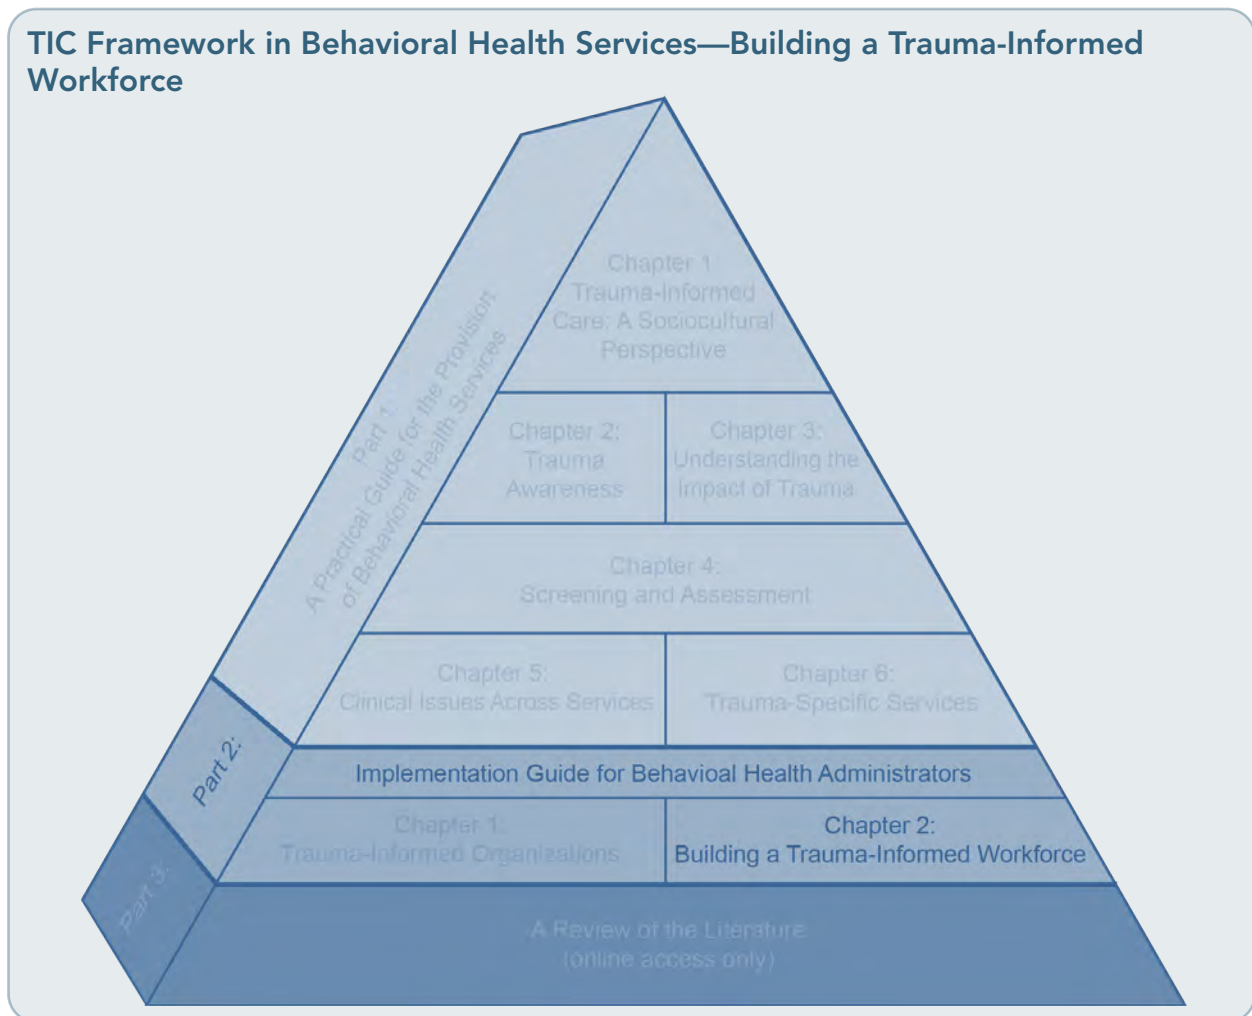 TIC Framework in Behavioral Health Services—Building a Trauma-Informed
Workforce
Part 1:
A Practical Guide for the Provision
of Behavioral Health Services
Chapter 1
Trauma-Informed
Care: A Sociocultural
Perspective
Chapter 2:
Trauma
Awareness
Chapter 3:
Understanding the
Impact of Trauma
Chapter 4:
Screening and Assessment
Chapter 5:
Clinical Issues Across Services
Chapter 6:
Trauma-Specific Services
Part 2:
Implementation Guide for Behavioal Health Administrators
Chapter 1:
Trauma-Informed Organizations
Chapter 2:
Building a Trauma-Informed Workforce
Part 3:
A Review of the Literature
(online access only)